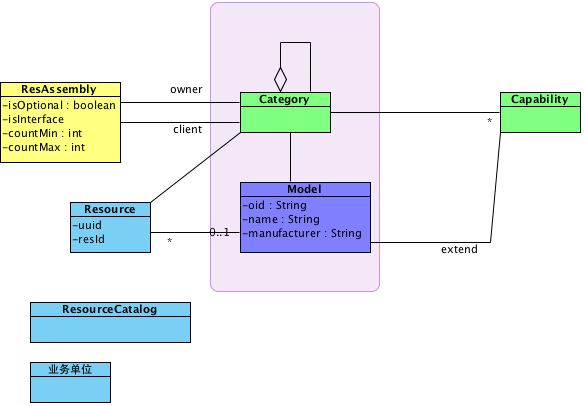 owner
ResAssembly
-isOptional : boolean
-isInterface
-countMin : int
-countMax : int
client
Category
Capability
*
Model
-oid : String
-name : String
-manufacturer : String
Resource
-uuid
-resId
*
0..1
extend
ResourceCatalog
业务单位